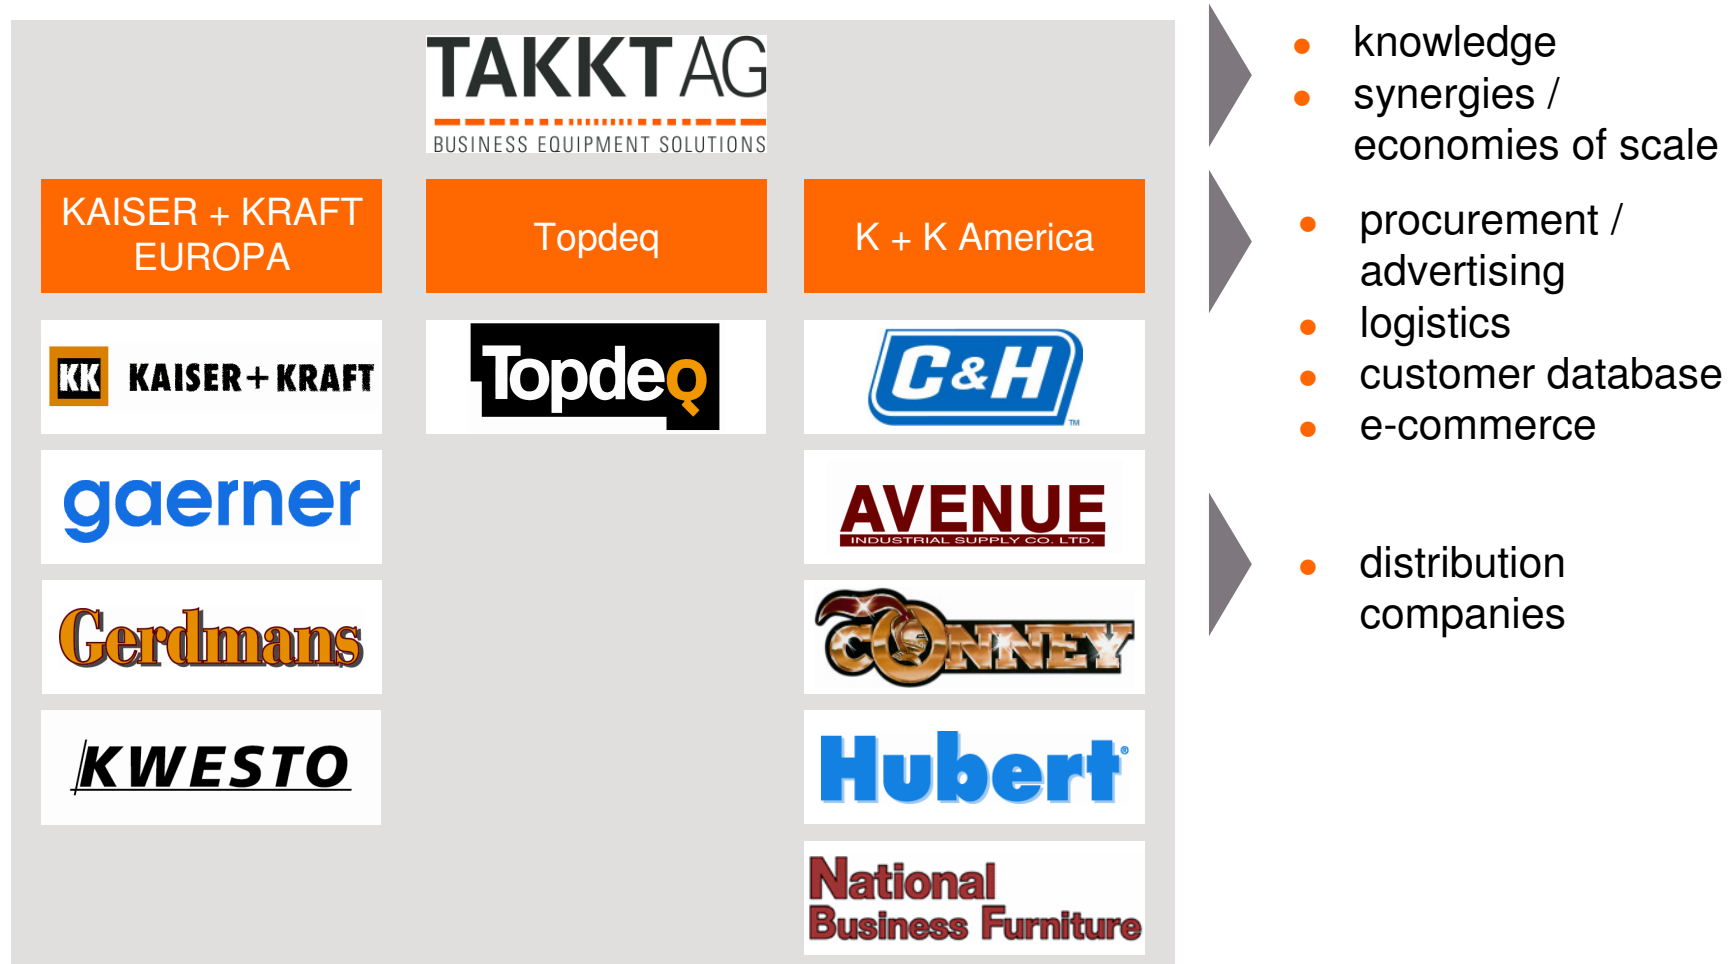 TAKKT AG
BUSINESS EQUIPMENT SOLUTIONS
KAISER + KRAFT
EUROPA
Topdeq
K + K America
KK KAISER+KRAFT
Topdeq
C&H
TM
gaerner
AVENUE
INDUSTRIAL SUPPLY CO. LTD.
Gerdmans
CONNEY
KWESTO
Hubert®
National
Business Furniture
• knowledge
• synergies /
economies of scale
• procurement /
advertising
• logistics
• customer database
• e-commerce
• distribution
companies